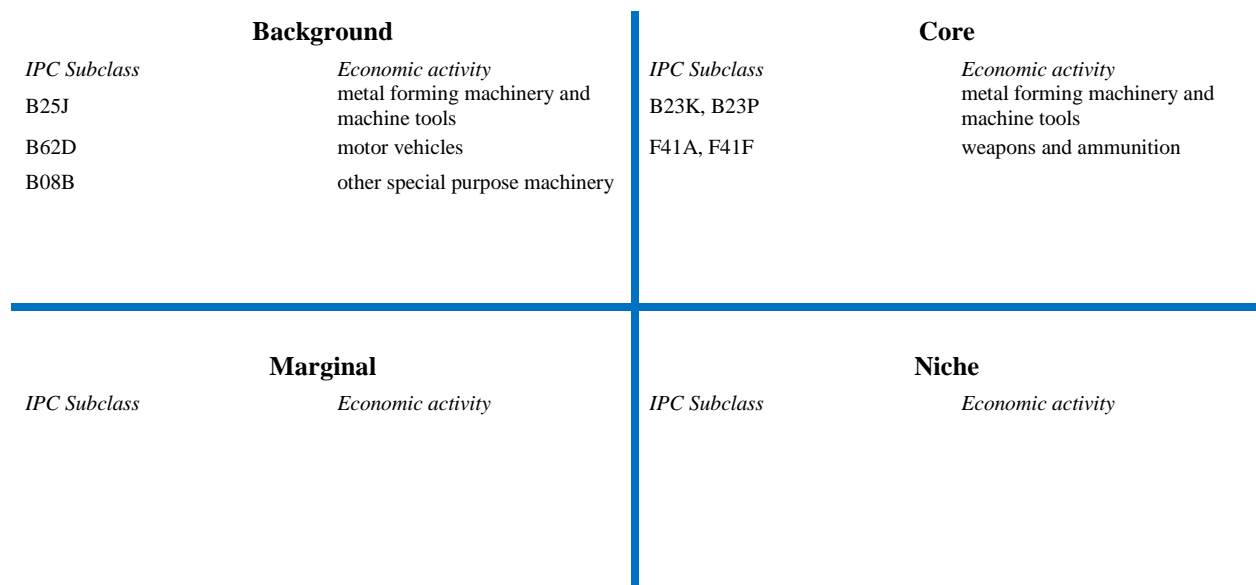 Background
IPC Subclass Economic activity
B25J metal forming machinery and
machine tools
B62D motor vehicles
B08B other special purpose machinery
Core
IPC Subclass Economic activity
B23K, B23P metal forming machinery and
machine tools
F41A, F41F weapons and ammunition
Marginal
IPC Subclass Economic activity
Niche
IPC Subclass Economic activity